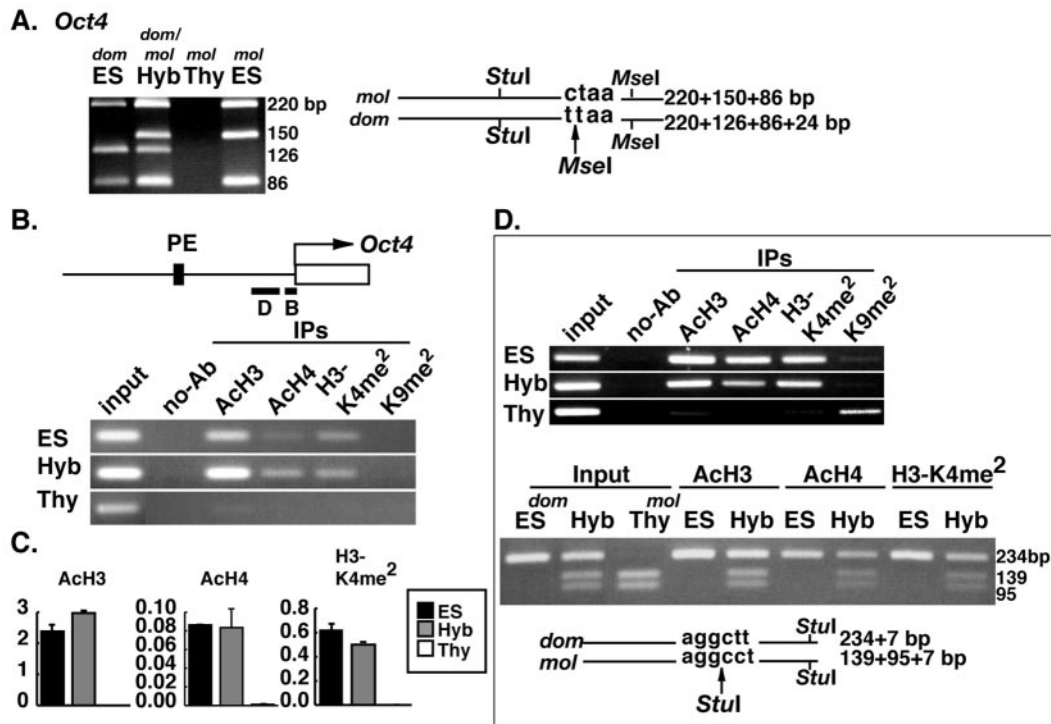 A. Oct4
dom dom/ mol mol mol
ES Hyb Thy ES
220 bp
150
126
86
StuI ctaa MseI
mol 220+150+86 bp
dom ttaa 220+126+86+24 bp
StuI MseI
MseI
B.
PE Oct4
D B
IPs
input no-Ab AcH3 AcH4 H3-K4me2 K9me2
ES
Hyb
Thy
C.
AcH3 AcH4 H3-K4me2
3 0.10 0.8
2 0.08 0.6
1 0.06 0.4
0 0.04 0.2
0.02 0.0
0.00
ES
Hyb
Thy
D.
IPs
input no-Ab AcH3 AcH4 H3-K4me2 K9me2
ES
Hyb
Thy
Input AcH3 AcH4 H3-K4me2
dom mol
ES Hyb Thy ES Hyb ES Hyb ES Hyb
234bp
139
95
StuI
dom aggctt 234+7 bp
mol aggcct 139+95+7 bp
StuI
StuI